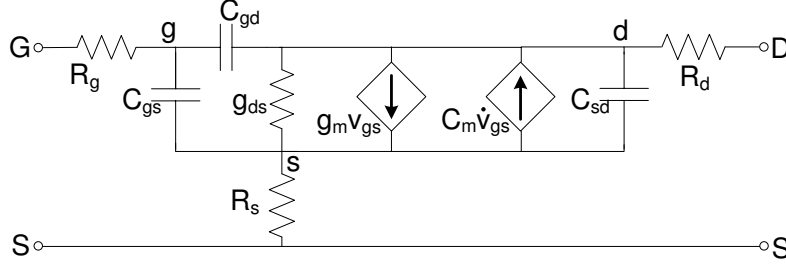 C_gd
g
d
G
D
R_g
R_d
C_gs
g_ds
g_m v_gs
C_m v̇_gs
C_sd
s
R_s
S
S